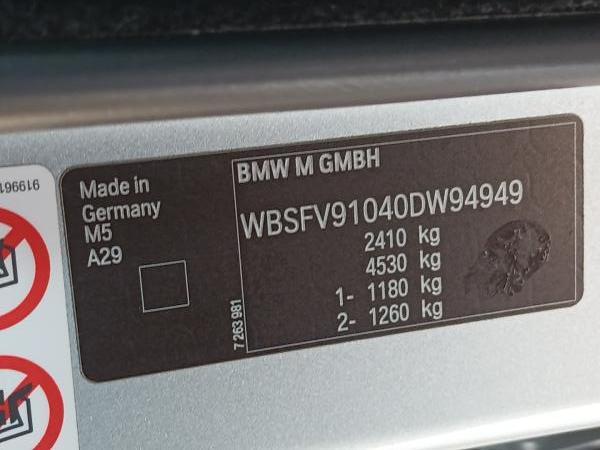 Made in
Germany
M5
A29
BMW M GMBH
WBSFV91040DW94949
2410 kg
4530 kg
1- 1180 kg
2- 1260 kg
7 263 981